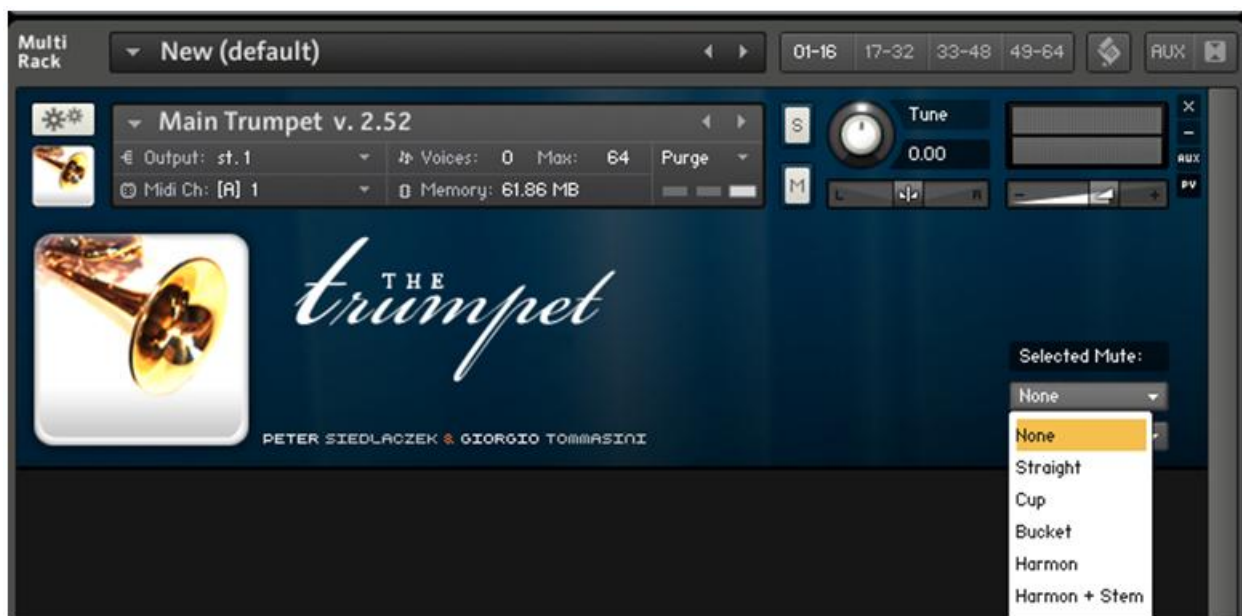 Multi Rack
New (default)
01-16 17-32 33-48 49-64 AUX
Main Trumpet v. 2.52
Output: st.1 Voices: 0 Max: 64 Purge
Midi Ch: [A] 1 Memory: 61.86 MB
S
M
Tune
0.00
L R
- +
×
-
AUX
PV
THE
trumpet
PETER SIEDLACZEK & GIORGIO TOMMASINI
Selected Mute:
None
None
Straight
Cup
Bucket
Harmon
Harmon + Stem